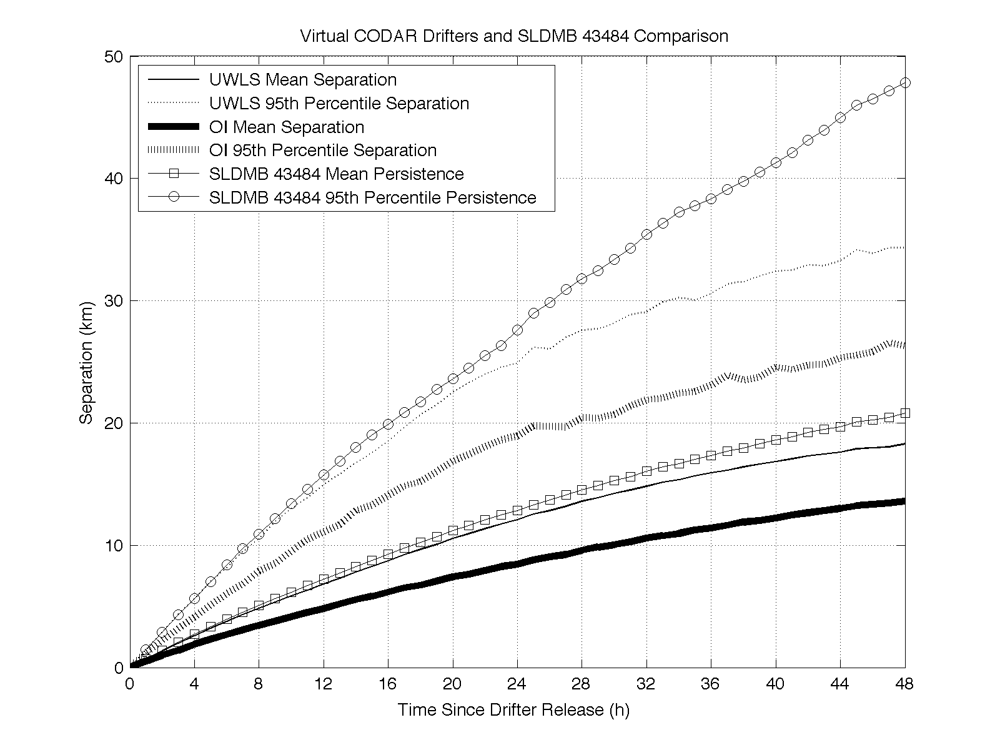 Virtual CODAR Drifters and SLDMB 43484 Comparison
50
UWLS Mean Separation
UWLS 95th Percentile Separation
OI Mean Separation
OI 95th Percentile Separation
SLDMB 43484 Mean Persistence
SLDMB 43484 95th Percentile Persistence
40
30
20
10
0
Separation (km)
0 4 8 12 16 20 24 28 32 36 40 44 48
Time Since Drifter Release (h)